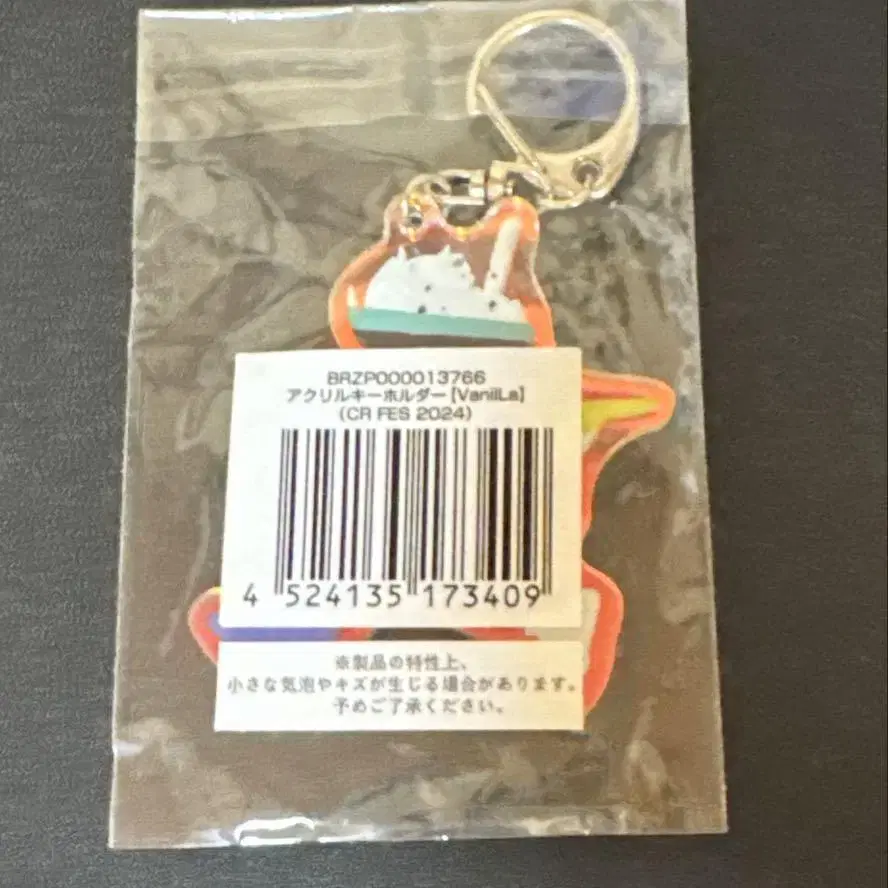 BRZP000013766
アクリルキーホルダー【VanilLa】
(CR FES 2024)
4 524135 173409
※製品の特性上、
小さな気泡やキズが生じる場合があります。
予めご了承ください。